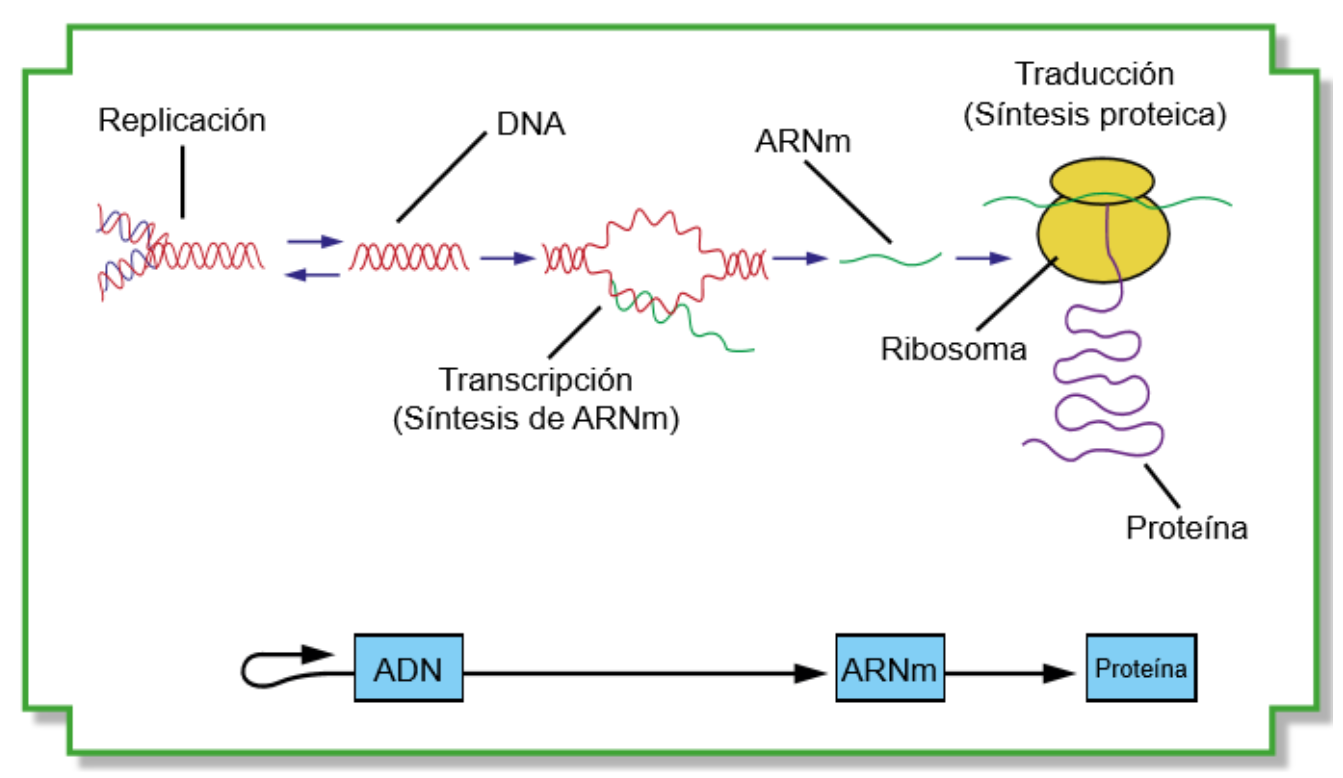 Replicación
DNA
ARNm
Traducción
(Síntesis proteica)
Transcripción
(Síntesis de ARNm)
Ribosoma
Proteína
ADN
ARNm
Proteína